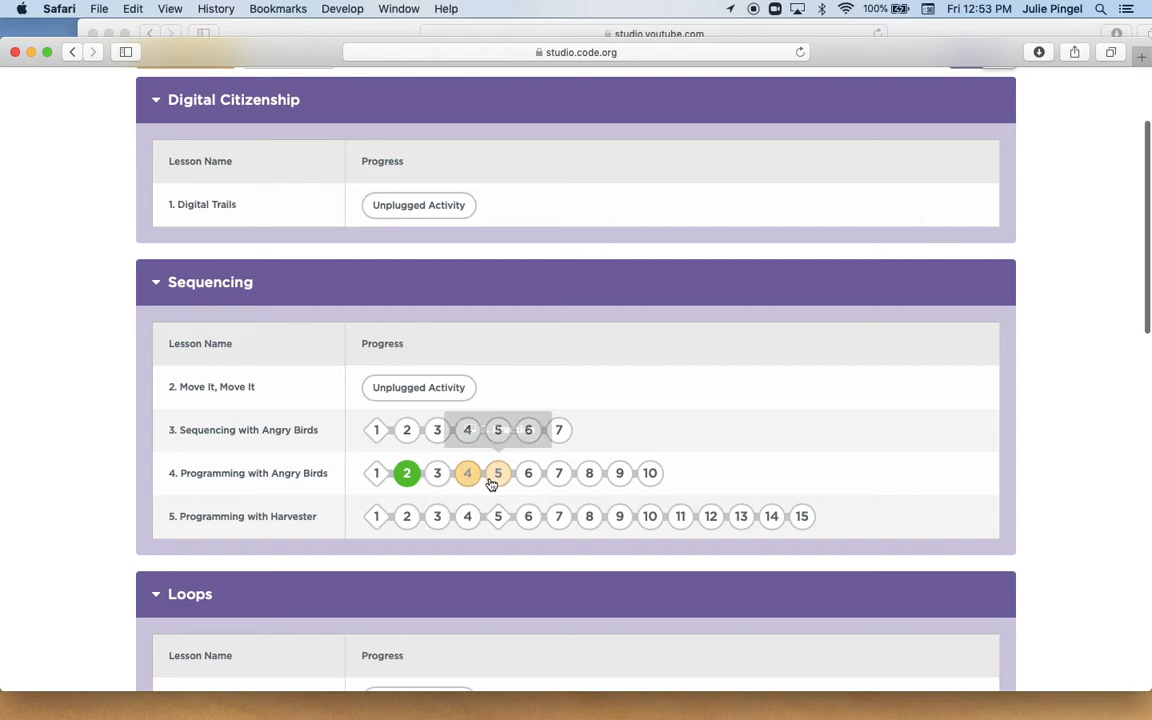 Safari File Edit View History Bookmarks Develop Window Help 100% Fri 12:53 PM Julie Pingel
studio.youtube.com
studio.code.org
Digital Citizenship
Lesson Name Progress
1. Digital Trails Unplugged Activity
Sequencing
Lesson Name Progress
2. Move It, Move It Unplugged Activity
3. Sequencing with Angry Birds 1 2 3 4 5 6 7
4. Programming with Angry Birds 1 2 3 4 5 6 7 8 9 10
5. Programming with Harvester 1 2 3 4 5 6 7 8 9 10 11 12 13 14 15
Loops
Lesson Name Progress